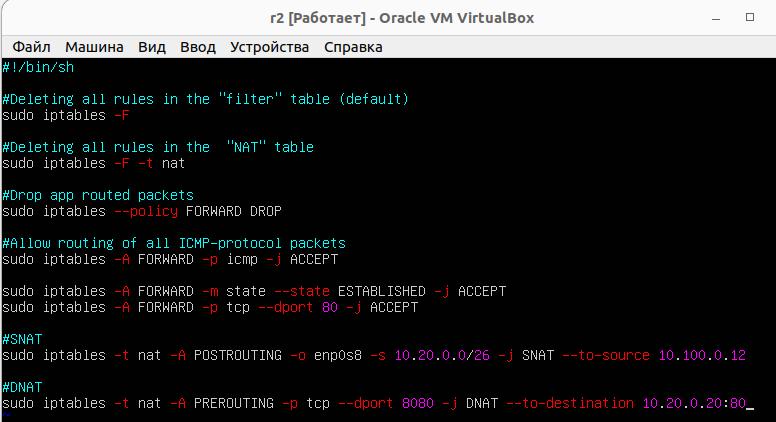 r2 [Работает] - Oracle VM VirtualBox
Файл Машина Вид Ввод Устройства Справка
#!/bin/sh
#Deleting all rules in the "filter" table (default)
sudo iptables -F
#Deleting all rules in the  "NAT" table
sudo iptables -F -t nat
#Drop app routed packets
sudo iptables --policy FORWARD DROP
#Allow routing of all ICMP-protocol packets
sudo iptables -A FORWARD -p icmp -j ACCEPT
sudo iptables -A FORWARD -m state --state ESTABLISHED -j ACCEPT
sudo iptables -A FORWARD -p tcp --dport 80 -j ACCEPT
#SNAT
sudo iptables -t nat -A POSTROUTING -o enp0s8 -s 10.20.0.0/26 -j SNAT --to-source 10.100.0.12
#DNAT
sudo iptables -t nat -A PREROUTING -p tcp --dport 8080 -j DNAT --to-destination 10.20.0.20:80